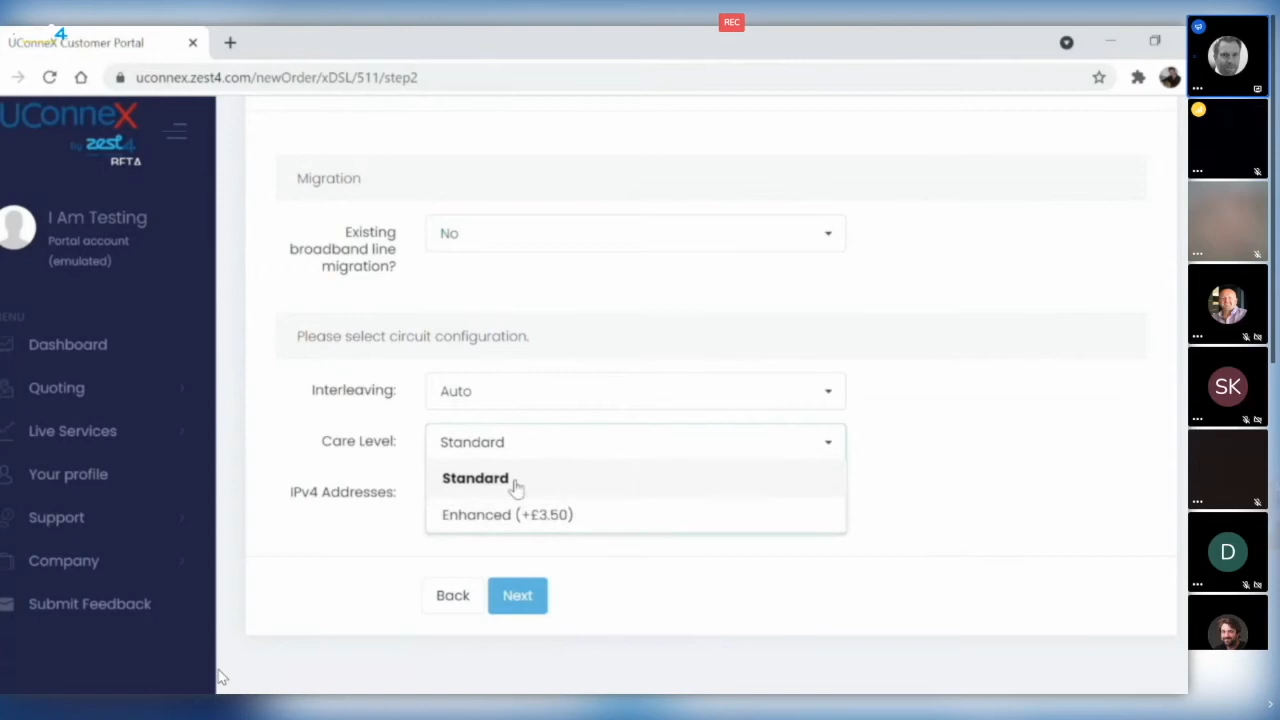 REC
4
UConneX Customer Portal
uconnex.zest4.com/newOrder/xDSL/511/step2
UConneX
By zest4
BETA
I Am Testing
Portal account
(emulated)
ENU
Dashboard
Quoting
Live Services
Your profile
Support
Company
Submit Feedback
Migration
Existing
broadband line
migration?
No
Please select circuit configuration.
Interleaving:
Auto
Care Level:
Standard
Standard
Enhanced (+£3.50)
IPv4 Addresses:
Back
Next
SK
D